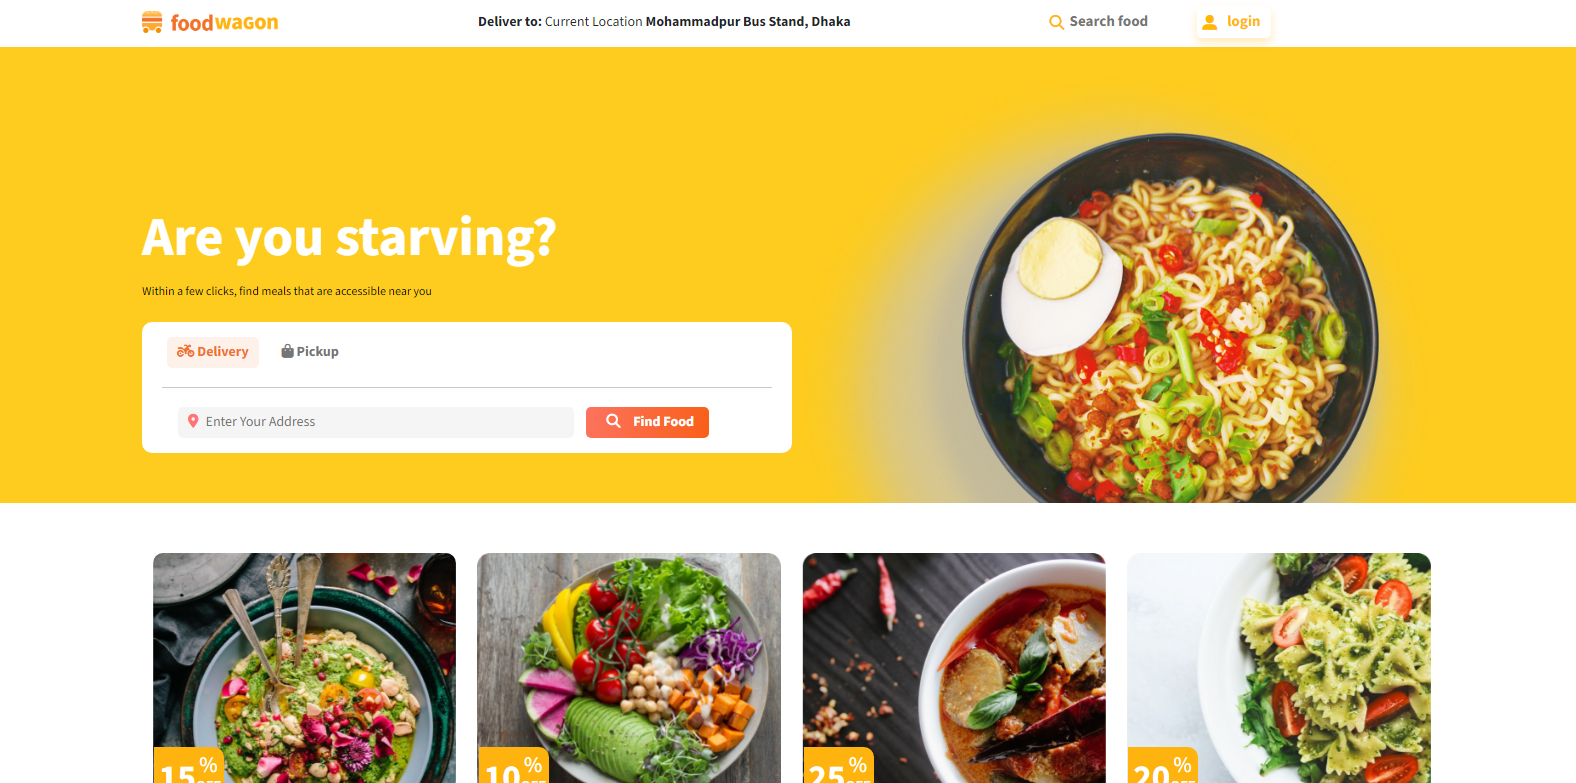 foodwagon
Deliver to: Current Location Mohammadpur Bus Stand, Dhaka
Search food
login
Are you starving?
Within a few clicks, find meals that are accessible near you
Delivery
Pickup
Enter Your Address
Find Food
15%
10%
25%
20%